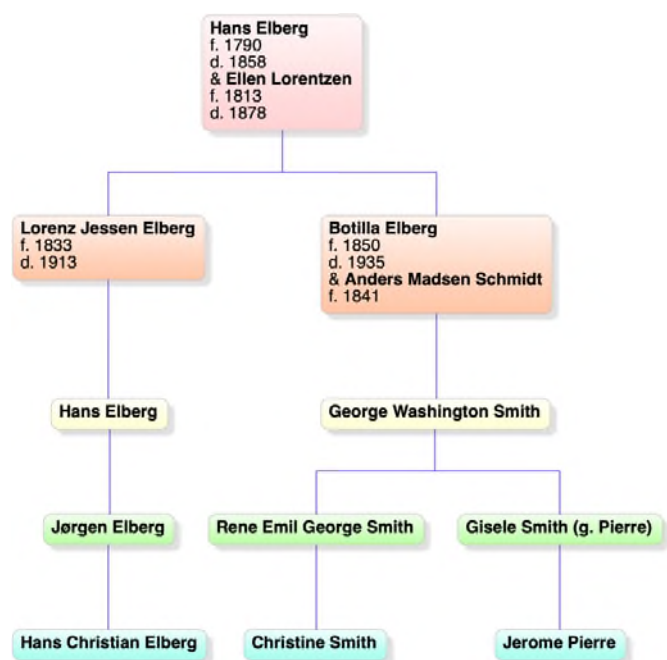 Hans Elberg
f. 1790
d. 1858
& Ellen Lorentzen
f. 1813
d. 1878
Lorenz Jessen Elberg
f. 1833
d. 1913
Botilla Elberg
f. 1850
d. 1935
& Anders Madsen Schmidt
f. 1841
Hans Elberg
George Washington Smith
Jørgen Elberg
Rene Emil George Smith
Gisele Smith (g. Pierre)
Hans Christian Elberg
Christine Smith
Jerome Pierre